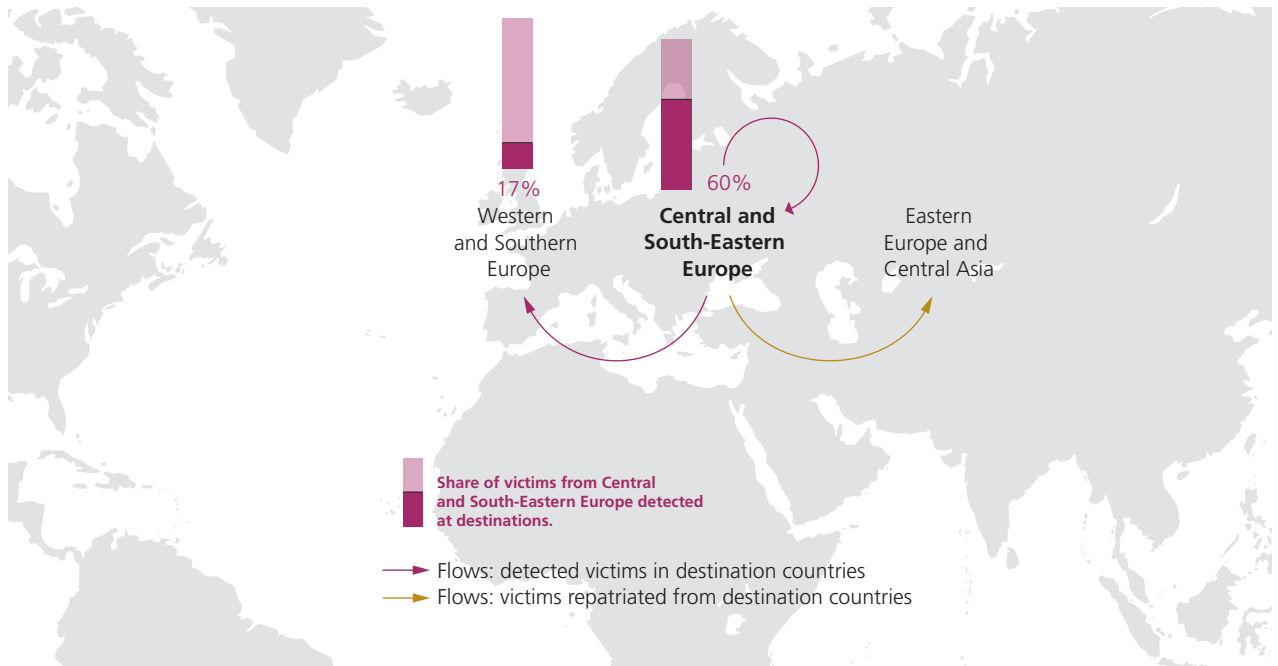 17%
Western
and Southern
Europe
60%
Central and
South-Eastern
Europe
Eastern
Europe and
Central Asia
Share of victims from Central
and South-Eastern Europe detected
at destinations.
Flows: detected victims in destination countries
Flows: victims repatriated from destination countries